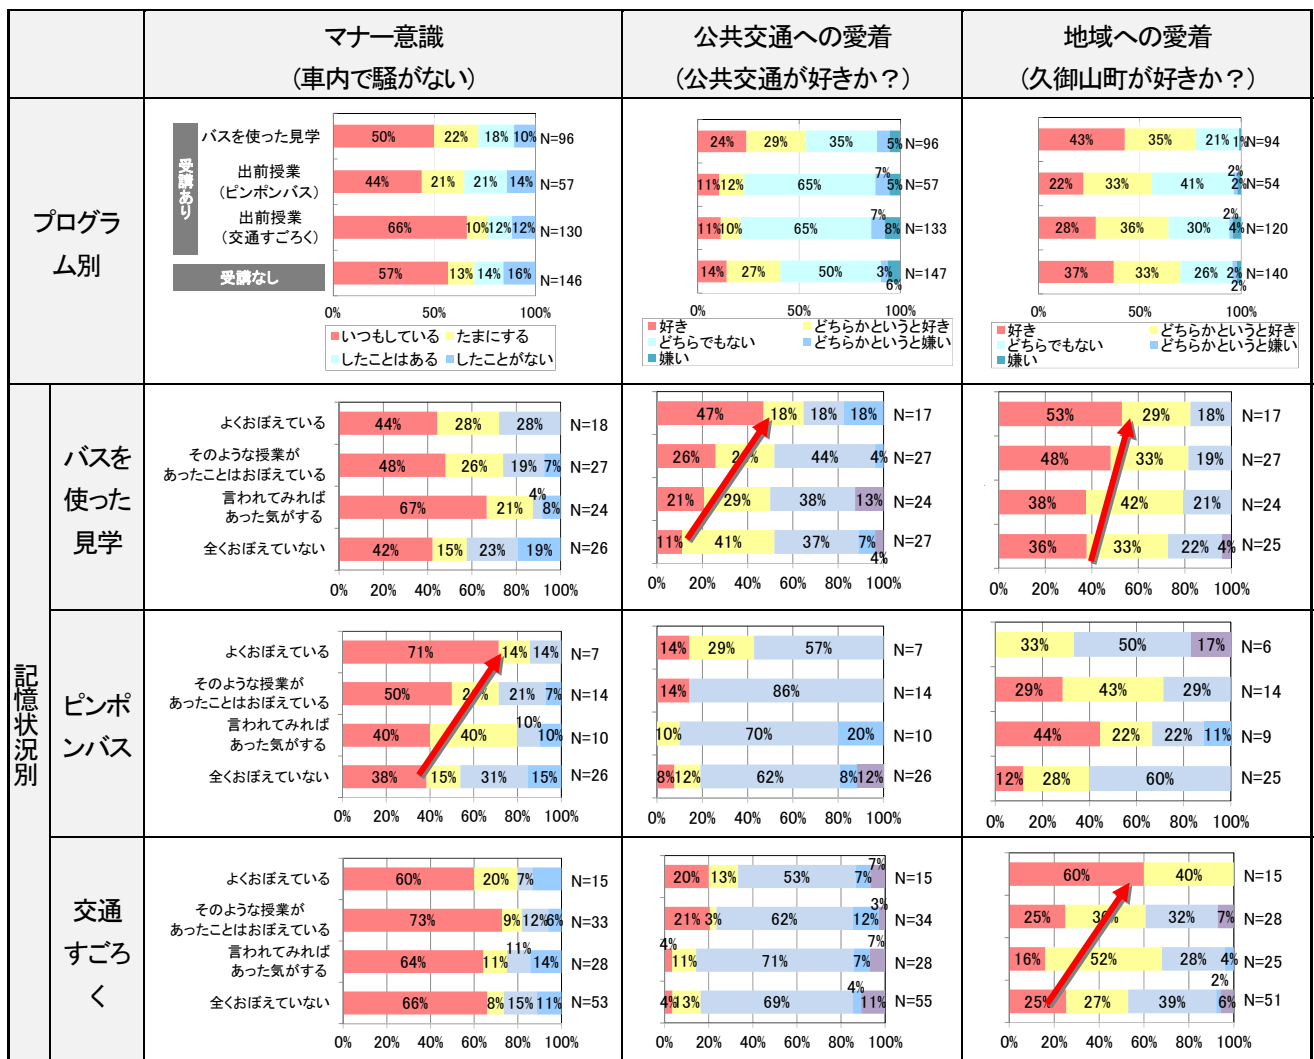 マナー意識
(車内で騒がない)
公共交通への愛着
(公共交通が好きか?)
地域への愛着
(久御山町が好きか?)
プログラ
ム別
受講あり
バスを使った見学
50% 22% 18% 10% N=96
出前授業
(ピンポンバス)
44% 21% 21% 14% N=57
出前授業
(交通すごろく)
66% 10% 12% 12% N=130
受講なし
57% 13% 14% 16% N=146
0% 50% 100%
いつもしている たまにする
したことはある したことがない
24% 29% 35% 5% N=96
7%
11% 12% 65% 5% N=57
7%
11% 10% 65% 8% N=133
14% 27% 50% 3% N=147
6%
0% 50% 100%
好き どちらかというと好き
どちらでもない どちらかというと嫌い
嫌い
43% 35% 21% 1% N=94
2%
22% 33% 41% 2% N=54
2%
28% 36% 30% 4% N=120
37% 33% 26% 2% N=140
2%
0% 50% 100%
好き どちらかというと好き
どちらでもない どちらかというと嫌い
嫌い
記憶状況別
バスを
使った
見学
よくおぼえている
44% 28% 28% N=18
そのような授業が
あったことはおぼえている
48% 26% 19% 7% N=27
言われてみれば
あった気がする
4%
67% 21% 8% N=24
全くおぼえていない
42% 15% 23% 19% N=26
0% 20% 40% 60% 80% 100%
47% 18% 18% 18% N=17
26% 44% 4% N=27
21% 29% 38% 13% N=24
11% 41% 37% 7% N=27
4%
0% 20% 40% 60% 80% 100%
53% 29% 18% N=17
48% 33% 19% N=27
38% 42% 21% N=24
36% 33% 22% 4% N=25
0% 20% 40% 60% 80% 100%
ピンポ
ンバス
よくおぼえている
71% 14% 14% N=7
そのような授業が
あったことはおぼえている
50% 21% 7% N=14
言われてみれば
あった気がする
10%
40% 40% 10% N=10
全くおぼえていない
38% 15% 31% 15% N=26
0% 20% 40% 60% 80% 100%
14% 29% 57% N=7
14% 86% N=14
10% 70% 20% N=10
8% 12% 62% 8% 12% N=26
0% 20% 40% 60% 80% 100%
33% 50% 17% N=6
29% 43% 29% N=14
44% 22% 22% 11% N=9
12% 28% 60% N=25
0% 20% 40% 60% 80% 100%
交通
すごろ
く
よくおぼえている
60% 20% 7% N=15
そのような授業が
あったことはおぼえている
73% 9% 12% 6% N=33
言われてみれば
あった気がする
11%
64% 11% 14% N=28
全くおぼえていない
66% 8% 15% 11% N=53
0% 20% 40% 60% 80% 100%
7%
20% 13% 53% 7% N=15
3%
21% 3% 62% 12% N=34
4% 7%
11% 71% 7% N=28
4%
4% 13% 69% 11% N=55
0% 20% 40% 60% 80% 100%
60% 40% N=15
25% 32% 7% N=28
16% 52% 28% 4% N=25
2%
25% 27% 39% 6% N=51
0% 20% 40% 60% 80% 100%